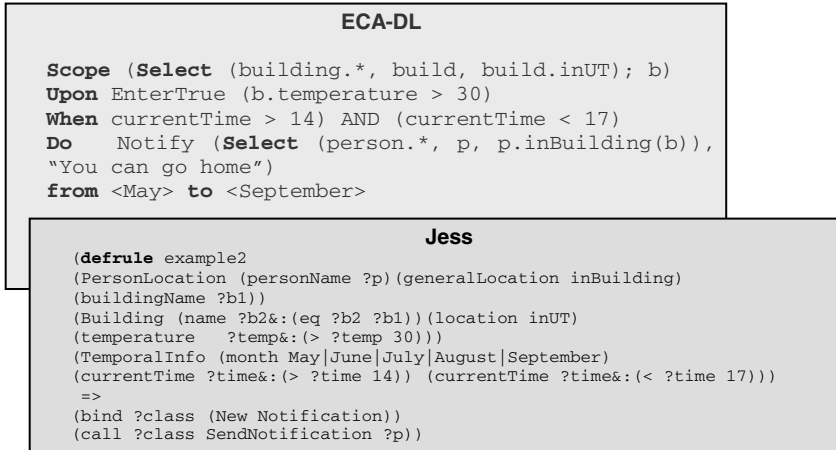 ECA-DL
Scope (Select (building.*, build, build.inUT); b)
Upon EnterTrue (b.temperature > 30)
When currentTime > 14) AND (currentTime < 17)
Do Notify (Select (person.*, p, p.inBuilding(b)),
“You can go home”)
from <May> to <September>
Jess
(defrule example2
(PersonLocation (personName ?p)(generalLocation inBuilding)
(buildingName ?b1))
(Building (name ?b2&:(eq ?b2 ?b1))(location inUT)
(temperature ?temp&:(> ?temp 30)))
(TemporalInfo (month May|June|July|August|September)
(currentTime ?time&:(> ?time 14)) (currentTime ?time&:(< ?time 17)))
=>
(bind ?class (New Notification))
(call ?class SendNotification ?p))